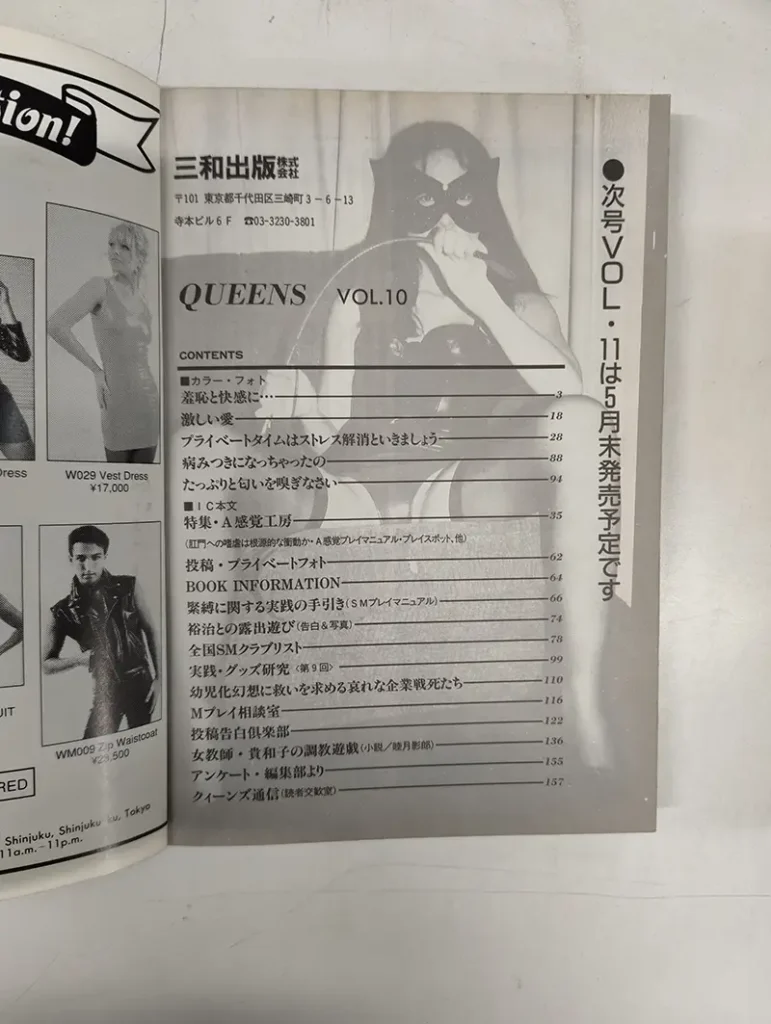 tion!
Dress
W029 Vest Dress
¥17,000
UIT
WM009 Zip Waistcoat
RED
Shinjuku, Shinjuku ku, Tokyo
11a.m.-11p.m.
三和出版株式会社
〒101 東京都千代田区三崎町3-6-13
寺本ビル6F ☎03-3230-3801
QUEENS VOL.10
CONTENTS
■カラー・フォト
羞恥と快感に… 3
激しい愛 18
プライベートタイムはストレス解消といきましょう 28
病みつきになっちゃったの 88
たっぷりと匂いを嗅ぎなさい 94
■IC本文
特集・A感覚工房 35
(肛門への嗜虐は根源的な衝動か・A感覚プレイマニュアル・プレイスポット、他)
投稿・プライベートフォト 62
BOOK INFORMATION 64
緊縛に関する実践の手引き(SMプレイマニュアル) 66
裕治との露出遊び(告白&写真) 74
全国SMクラブリスト 78
実践・グッズ研究〈第9回〉 99
幼児化幻想に救いを求める哀れな企業戦死たち 110
Mプレイ相談室 116
投稿告白倶楽部 122
女教師・貴和子の調教遊戯(小説/睦月影郎) 136
アンケート・編集部より 155
クィーンズ通信(読者交歓室) 157
●次号VOL・11は5月末発売予定です